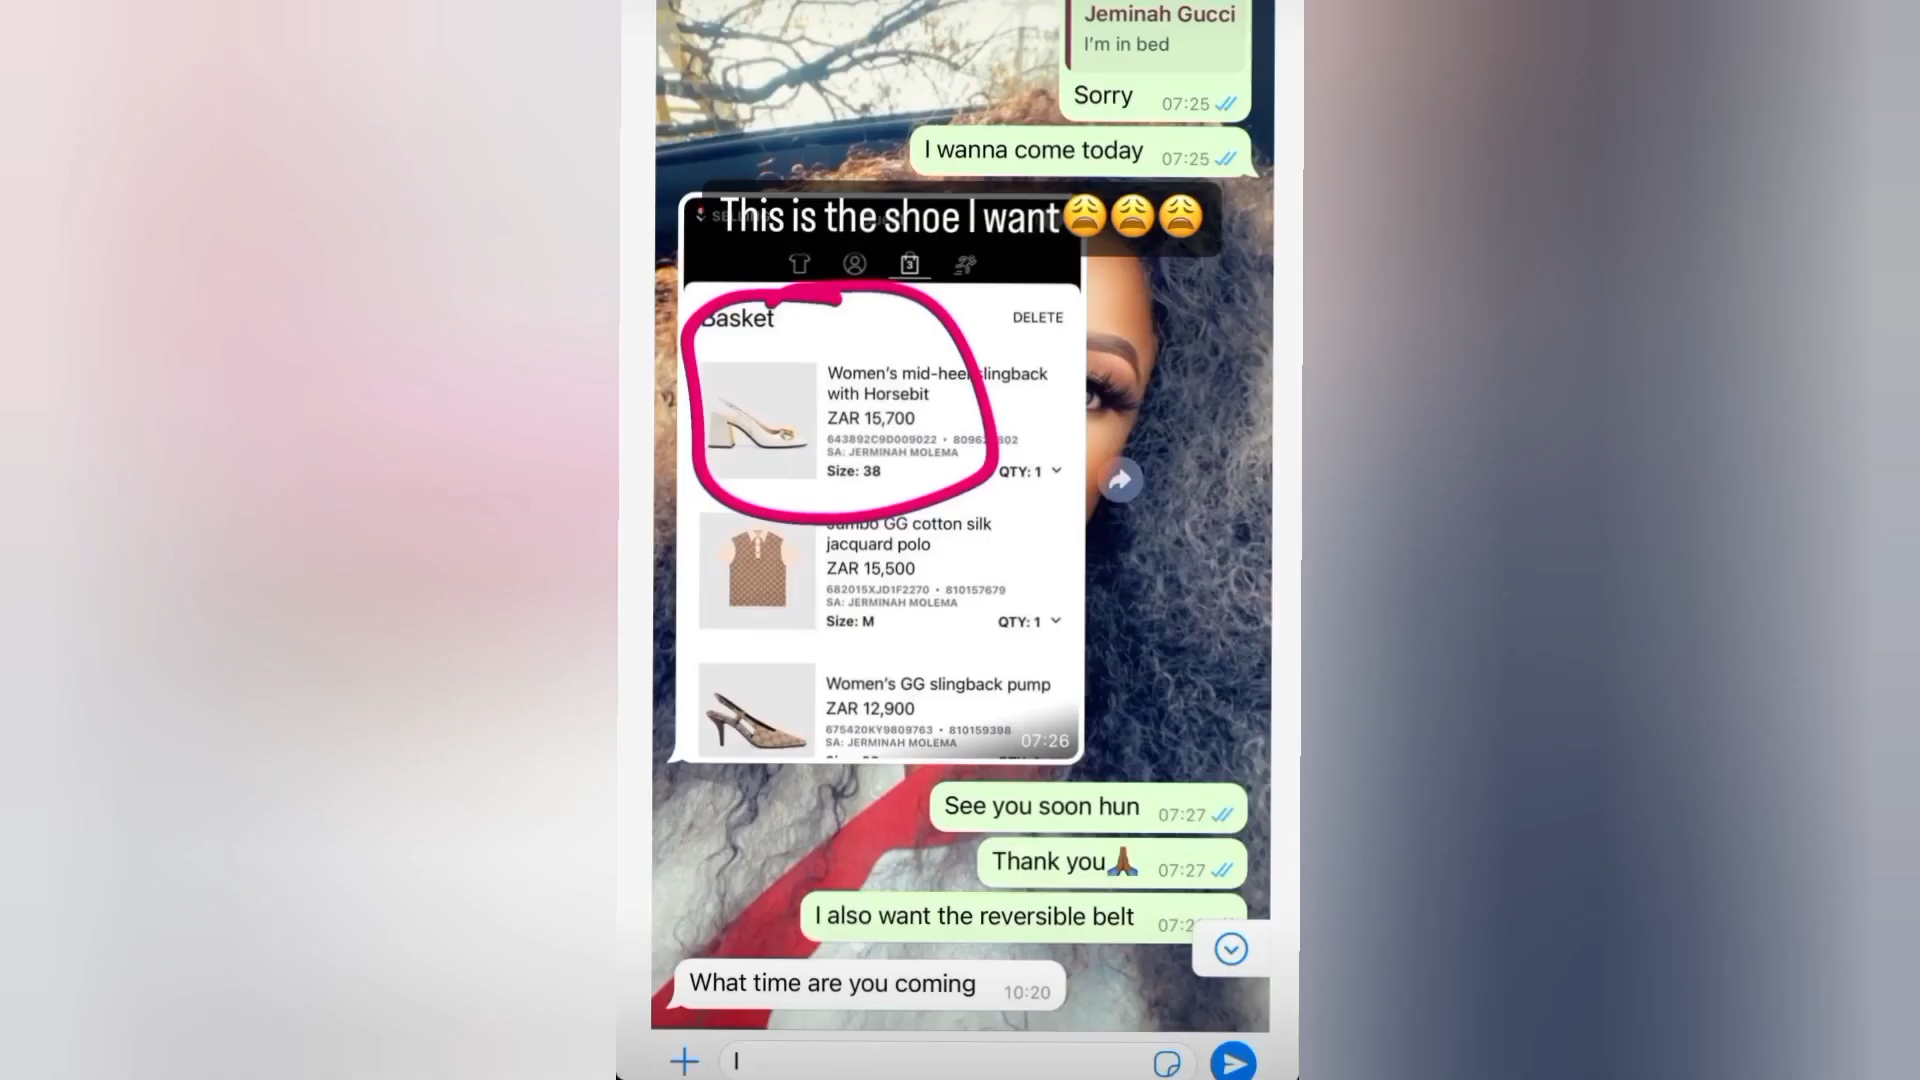 Jeminah Gucci
I'm in bed
Sorry 07:25
I wanna come today 07:25
This is the shoe I want😩😩😩
3
Basket
DELETE
Women's mid-heel slingback
with Horsebit
ZAR 15,700
643892C9D009022 •
SA: JERMINAH MOLEMA
Size: 38 QTY: 1
Jumbo GG cotton silk
jacquard polo
ZAR 15,500
682015XJD1F2270 • 810157679
SA: JERMINAH MOLEMA
Size: M QTY: 1
Women's GG slingback pump
ZAR 12,900
675420KY9809763 • 810159398
SA: JERMINAH MOLEMA
07:26
See you soon hun 07:27
Thank you🙏🏾 07:27
I also want the reversible belt
What time are you coming 10:20